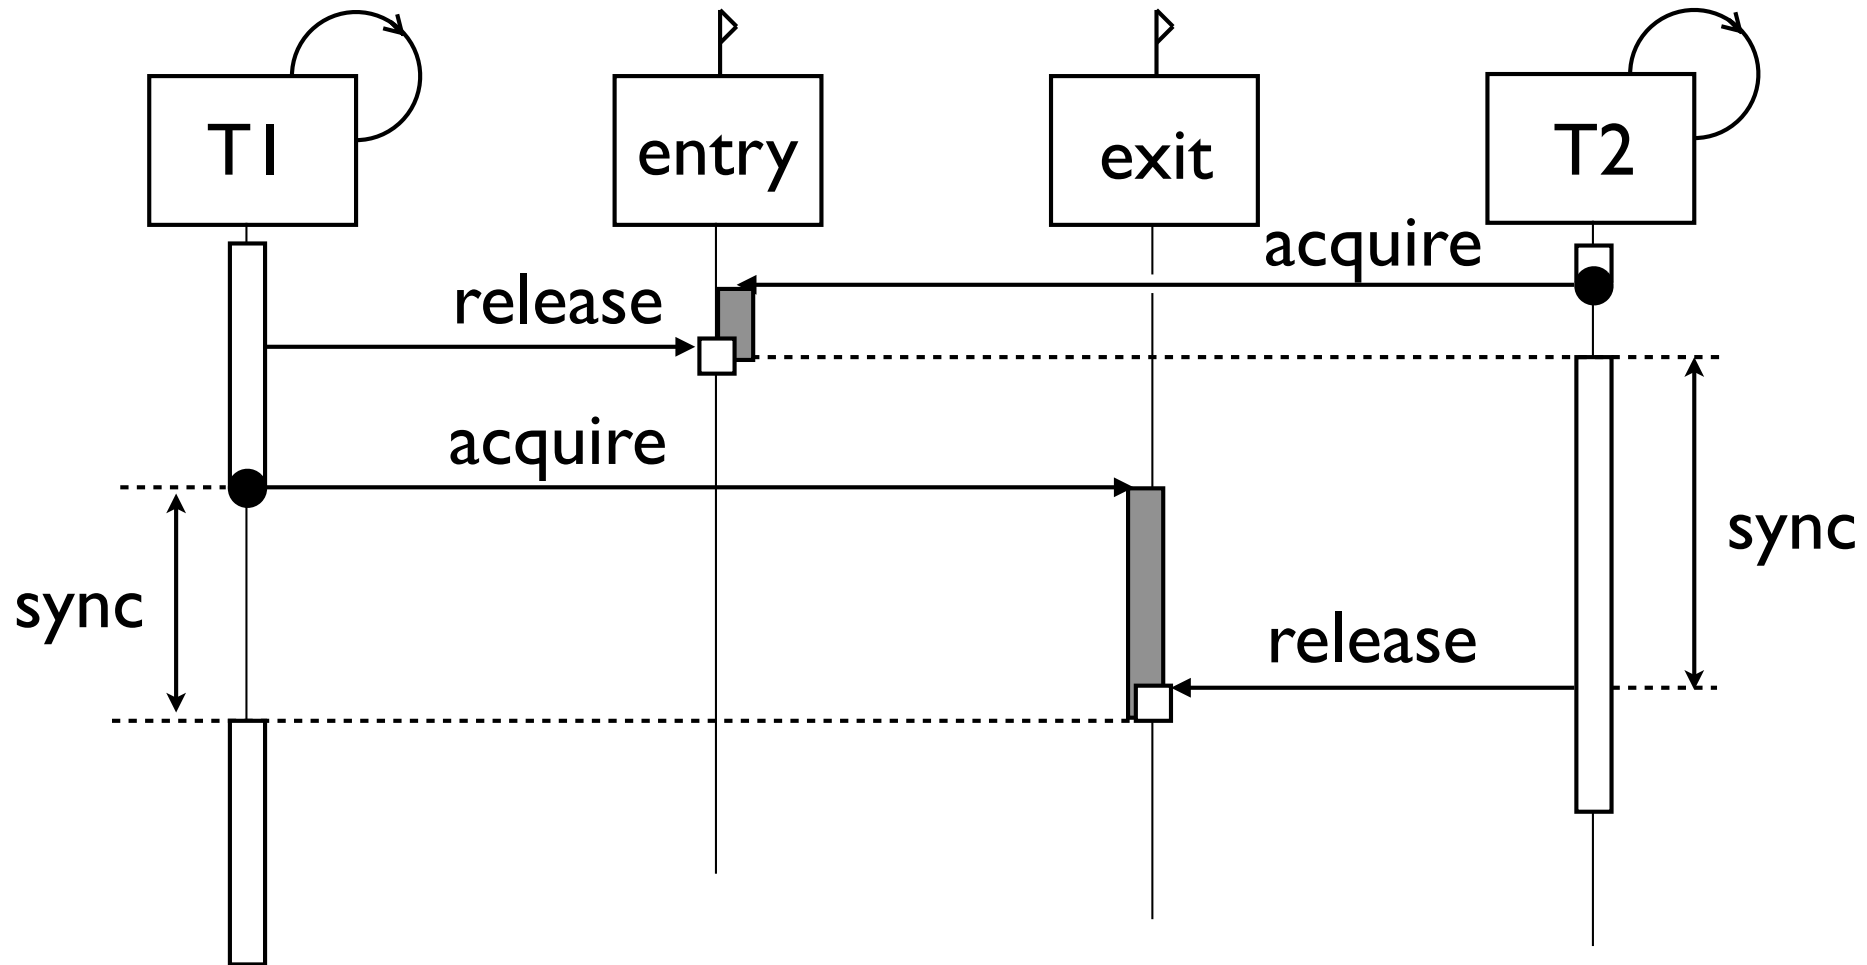 T1
entry
exit
T2
acquire
release
acquire
sync
sync
release